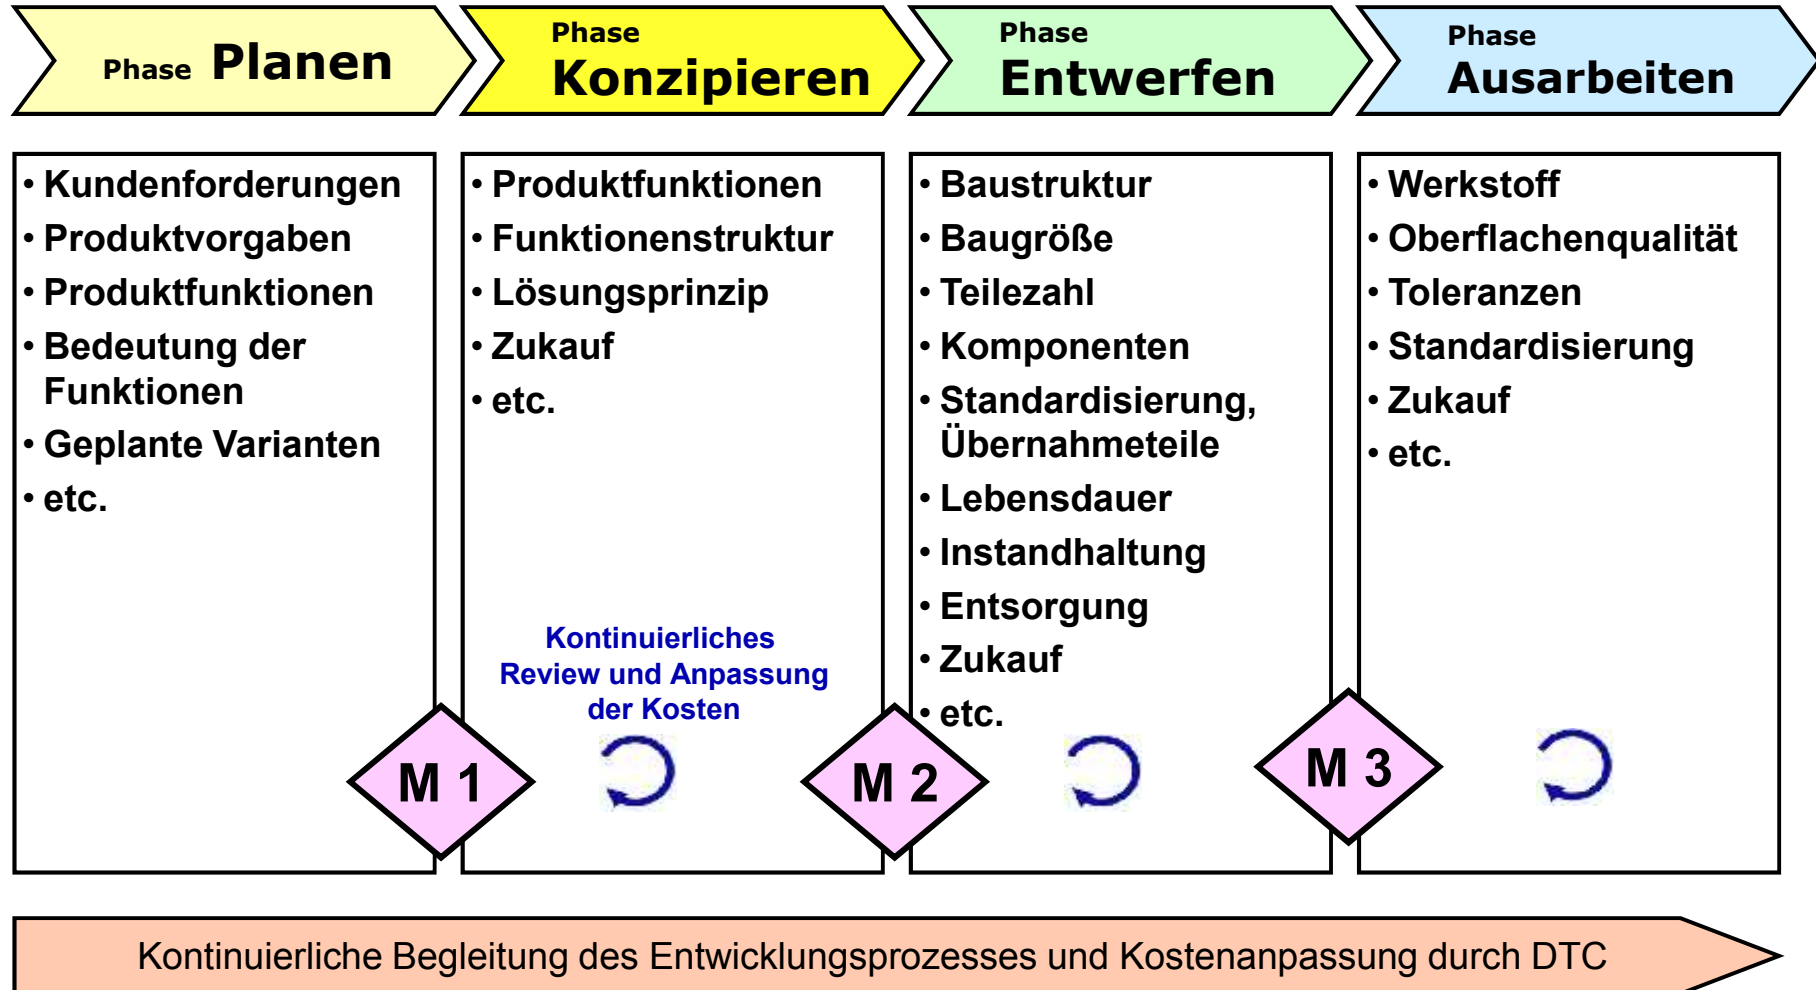 Phase Planen
Phase
Konzipieren
Phase
Entwerfen
Phase
Ausarbeiten
• Kundenforderungen
• Produktvorgaben
• Produktfunktionen
• Bedeutung der
Funktionen
• Geplante Varianten
• etc.
• Produktfunktionen
• Funktionenstruktur
• Lösungsprinzip
• Zukauf
• etc.
Kontinuierliches
Review und Anpassung
der Kosten
• Baustruktur
• Baugröße
• Teilezahl
• Komponenten
• Standardisierung,
Übernahmeteile
• Lebensdauer
• Instandhaltung
• Entsorgung
• Zukauf
• etc.
• Werkstoff
• Oberflachenqualität
• Toleranzen
• Standardisierung
• Zukauf
• etc.
M 1
M 2
M 3
Kontinuierliche Begleitung des Entwicklungsprozesses und Kostenanpassung durch DTC